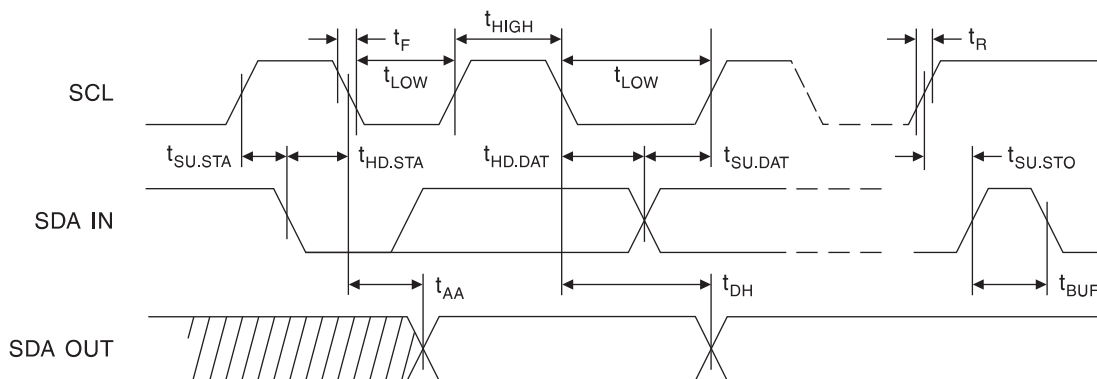 t_F
t_HIGH
t_R
SCL
t_LOW
t_LOW
t_SU.STA
t_HD.STA
t_HD.DAT
t_SU.DAT
t_SU.STO
SDA IN
t_AA
t_DH
t_BUF
SDA OUT